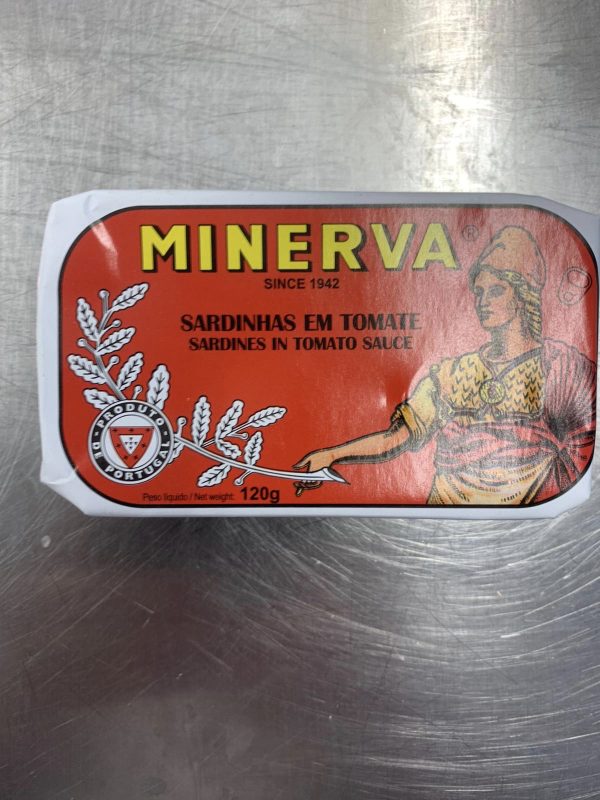 MINERVA®
SINCE 1942
SARDINHAS EM TOMATE
SARDINES IN TOMATO SAUCE
PRODUTO DE PORTUGAL
Peso líquido / Net weight: 120g